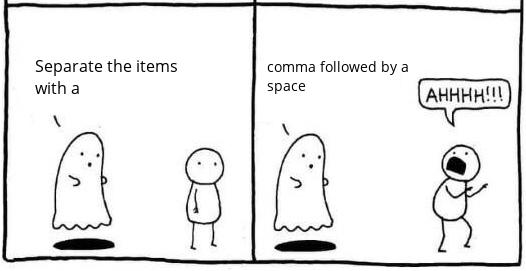 Separate the items
with a
comma followed by a
space
AHHHH!!!